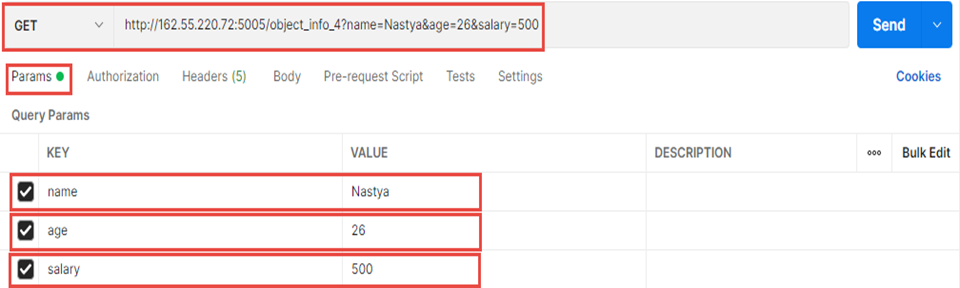 GET http://162.55.220.72:5005/object_info_4?name=Nastya&age=26&salary=500 Send
Params Authorization Headers (5) Body Pre-request Script Tests Settings Cookies
Query Params
KEY VALUE DESCRIPTION ooo Bulk Edit
name Nastya
age 26
salary 500